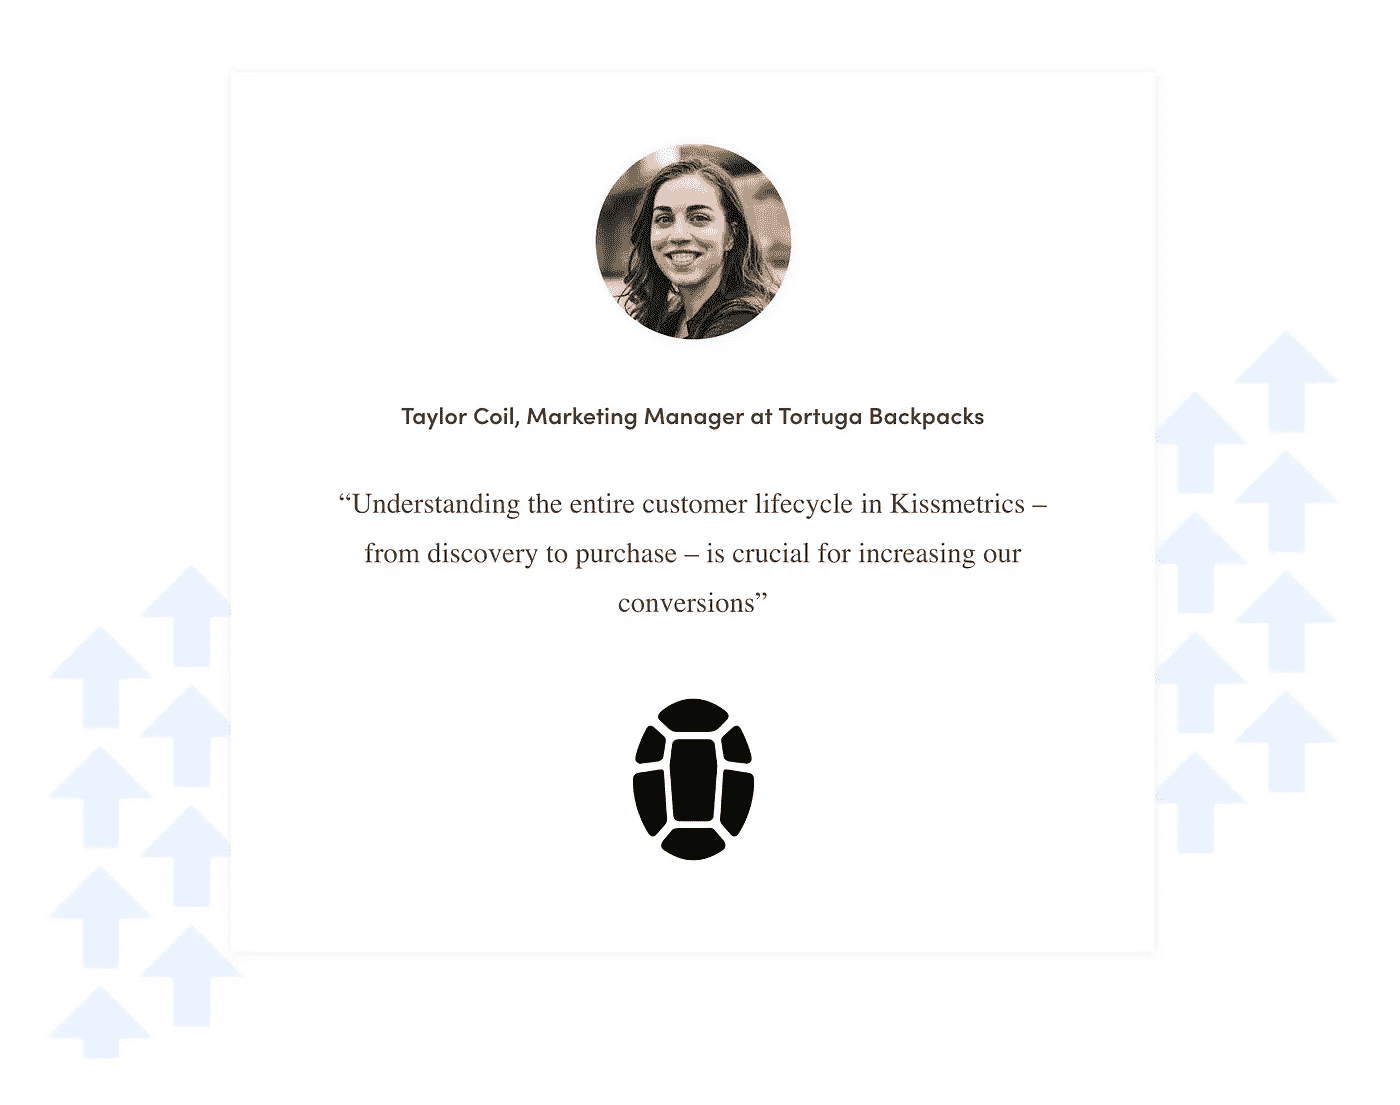 Taylor Coil, Marketing Manager at Tortuga Backpacks
“Understanding the entire customer lifecycle in Kissmetrics –
from discovery to purchase – is crucial for increasing our
conversions”